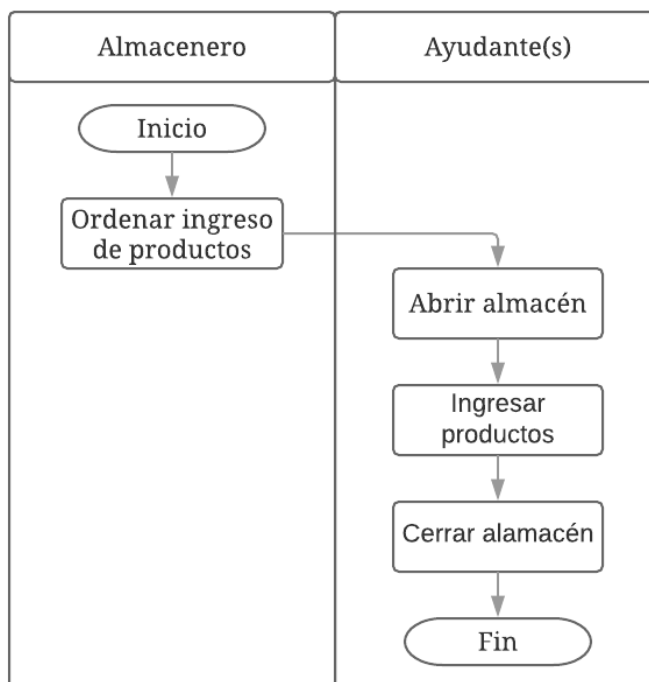 Almacenero
Ayudante(s)
Inicio
Ordenar ingreso
de productos
Abrir almacén
Ingresar
productos
Cerrar alamacén
Fin